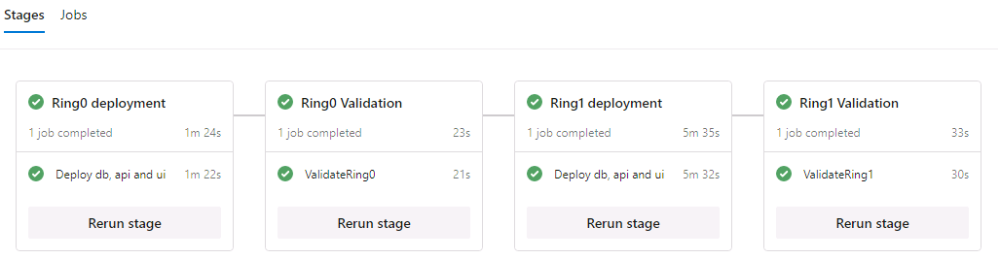 Stages Jobs
Ring0 deployment
1 job completed 1m 24s
Deploy db, api and ui 1m 22s
Rerun stage
Ring0 Validation
1 job completed 23s
ValidateRing0 21s
Rerun stage
Ring1 deployment
1 job completed 5m 35s
Deploy db, api and ui 5m 32s
Rerun stage
Ring1 Validation
1 job completed 33s
ValidateRing1 30s
Rerun stage